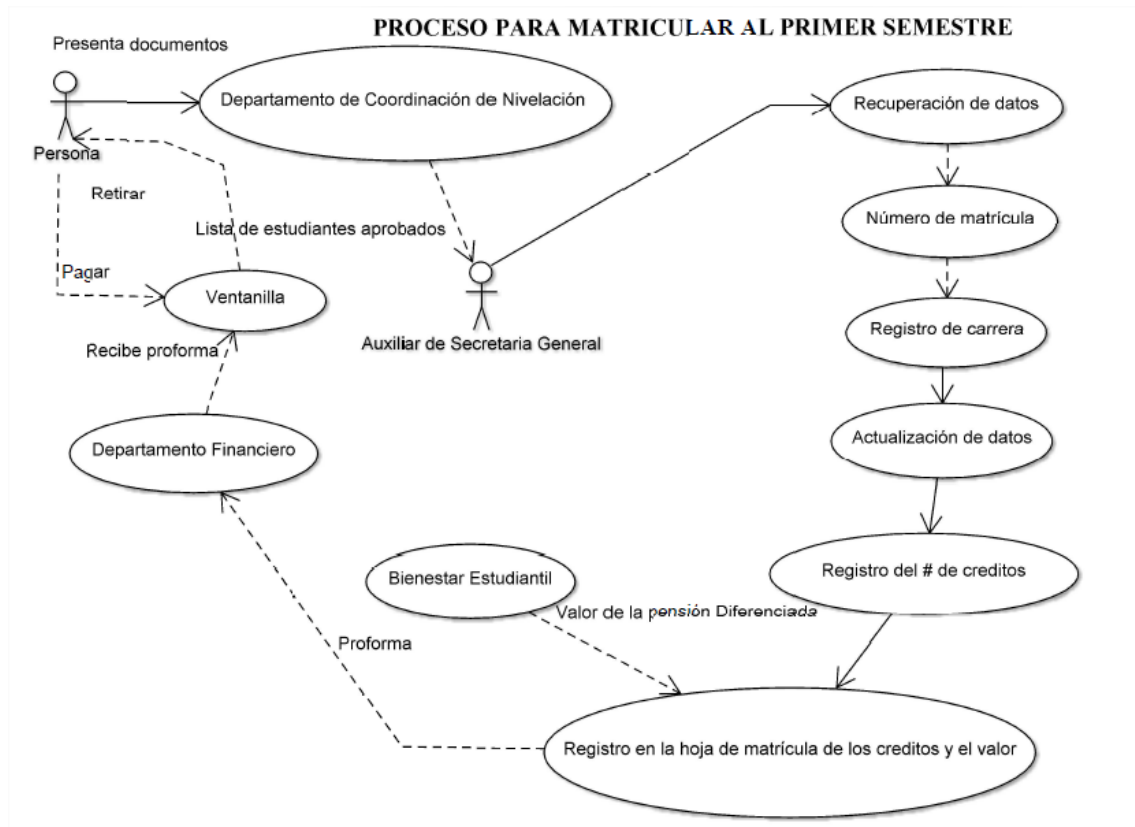 PROCESO PARA MATRICULAR AL PRIMER SEMESTRE
Presenta documentos
Departamento de Coordinación de Nivelación
Recuperación de datos
Persona
Retirar
Número de matrícula
Lista de estudiantes aprobados
Pagar
Ventanilla
Registro de carrera
Auxiliar de Secretaria General
Recibe proforma
Actualización de datos
Departamento Financiero
Registro del # de creditos
Bienestar Estudiantil
Valor de la pensión Diferenciada
Proforma
Registro en la hoja de matrícula de los creditos y el valor